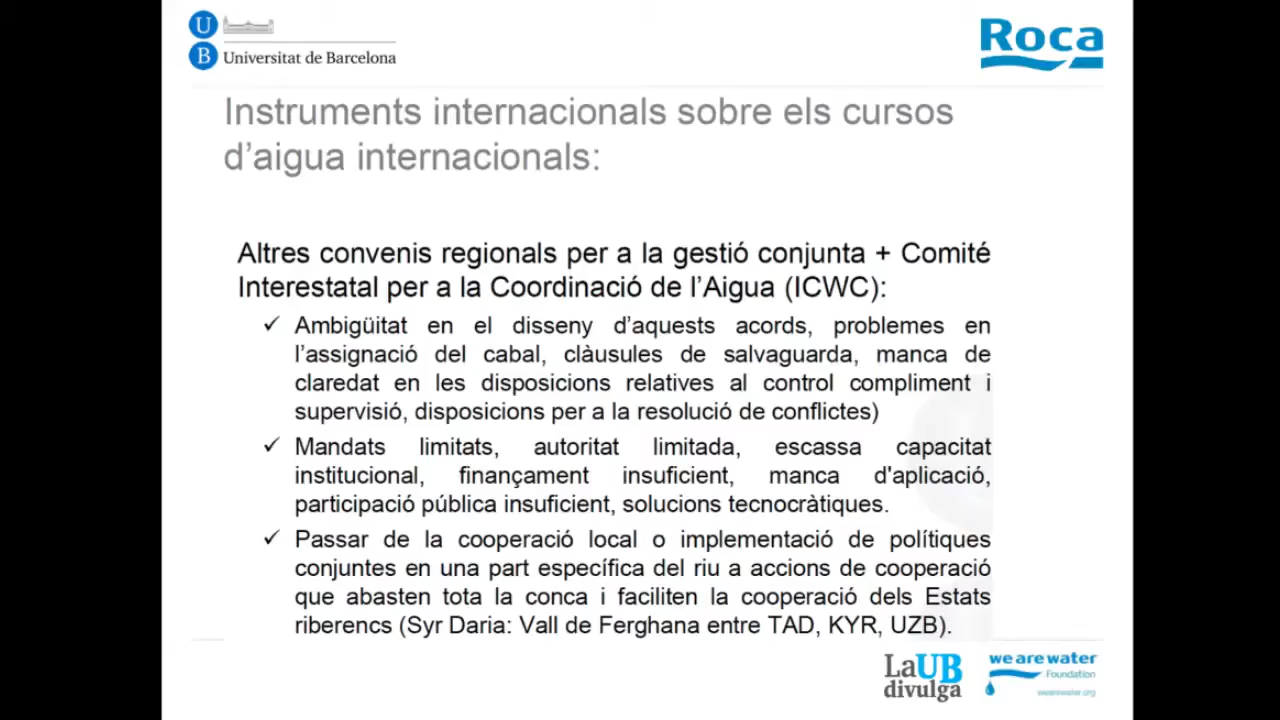 U
B Universitat de Barcelona
Roca
Instruments internacionals sobre els cursos
d’aigua internacionals:
Altres convenis regionals per a la gestió conjunta + Comité
Interestatal per a la Coordinació de l’Aigua (ICWC):
✓ Ambigüitat en el disseny d’aquests acords, problemes en
l’assignació del cabal, clàusules de salvaguarda, manca de
claredat en les disposicions relatives al control compliment i
supervisió, disposicions per a la resolució de conflictes)
✓ Mandats limitats, autoritat limitada, escassa capacitat
institucional, finançament insuficient, manca d'aplicació,
participació pública insuficient, solucions tecnocràtiques.
✓ Passar de la cooperació local o implementació de polítiques
conjuntes en una part específica del riu a accions de cooperació
que abasten tota la conca i faciliten la cooperació dels Estats
riberencs (Syr Daria: Vall de Ferghana entre TAD, KYR, UZB).
LaUB
divulga
we are water
Foundation
wearewater.org